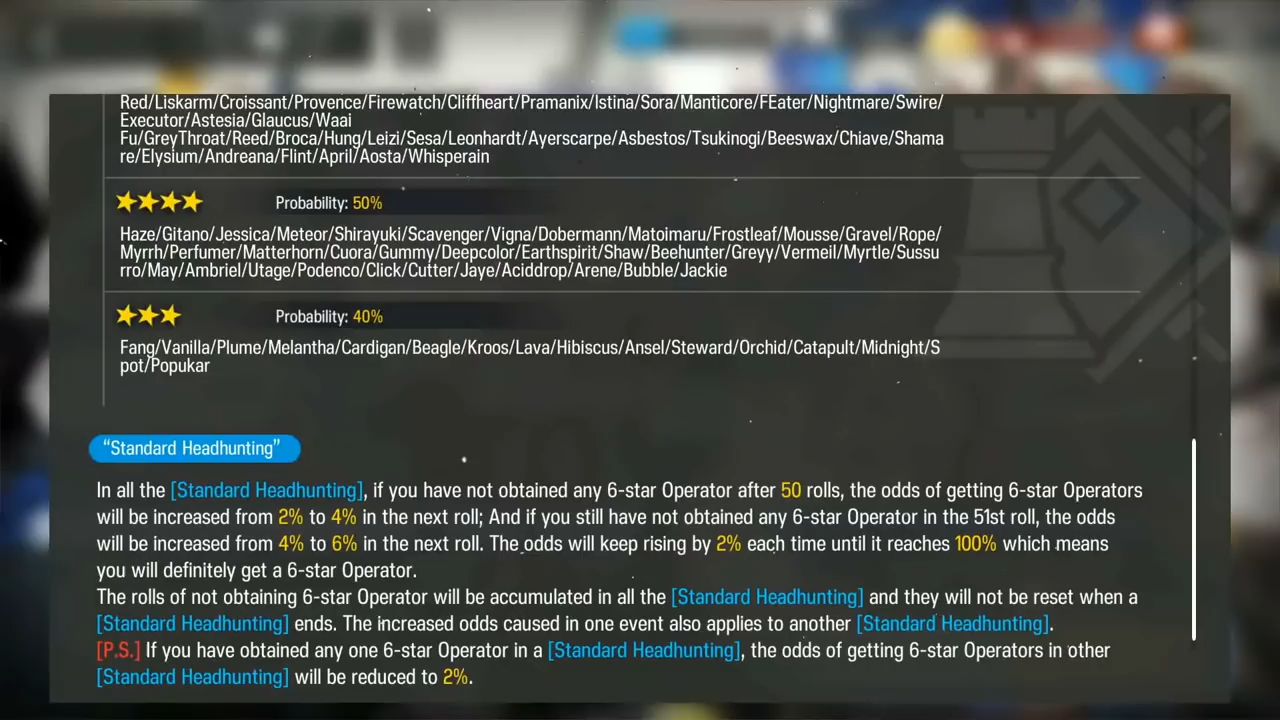 Red/Liskarm/Croissant/Provence/Firewatch/Cliffheart/Pramanix/Istina/Sora/Manticore/FEater/Nightmare/Swire/
Executor/Astesia/Glaucus/Waai
Fu/GreyThroat/Reed/Broca/Hung/Leizi/Sesa/Leonhardt/Ayerscarpe/Asbestos/Tsukinogi/Beeswax/Chiave/Shama
re/Elysium/Andreana/Flint/April/Aosta/Whisperain
Probability: 50%
Haze/Gitano/Jessica/Meteor/Shirayuki/Scavenger/Vigna/Dobermann/Matoimaru/Frostleaf/Mousse/Gravel/Rope/
Myrrh/Perfumer/Matterhorn/Cuora/Gummy/Deepcolor/Earthspirit/Shaw/Beehunter/Greyy/Vermeil/Myrtle/Sussu
rro/May/Ambriel/Utage/Podenco/Click/Cutter/Jaye/Aciddrop/Arene/Bubble/Jackie
Probability: 40%
Fang/Vanilla/Plume/Melantha/Cardigan/Beagle/Kroos/Lava/Hibiscus/Ansel/Steward/Orchid/Catapult/Midnight/S
pot/Popukar
“Standard Headhunting”
In all the [Standard Headhunting], if you have not obtained any 6-star Operator after 50 rolls, the odds of getting 6-star Operators
will be increased from 2% to 4% in the next roll; And if you still have not obtained any 6-star Operator in the 51st roll, the odds
will be increased from 4% to 6% in the next roll. The odds will keep rising by 2% each time until it reaches 100% which means
you will definitely get a 6-star Operator.
The rolls of not obtaining 6-star Operator will be accumulated in all the [Standard Headhunting] and they will not be reset when a
[Standard Headhunting] ends. The increased odds caused in one event also applies to another [Standard Headhunting].
[P.S.] If you have obtained any one 6-star Operator in a [Standard Headhunting], the odds of getting 6-star Operators in other
[Standard Headhunting] will be reduced to 2%.